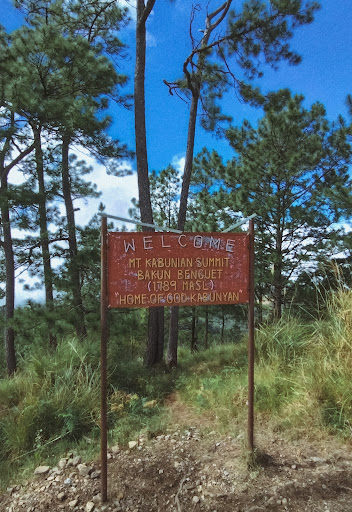 WELCOME
MT KABUNIAN SUMMIT
BAKUN BENGUET
(1789 MASL)
"HOME OF GOD KABUNYAN"